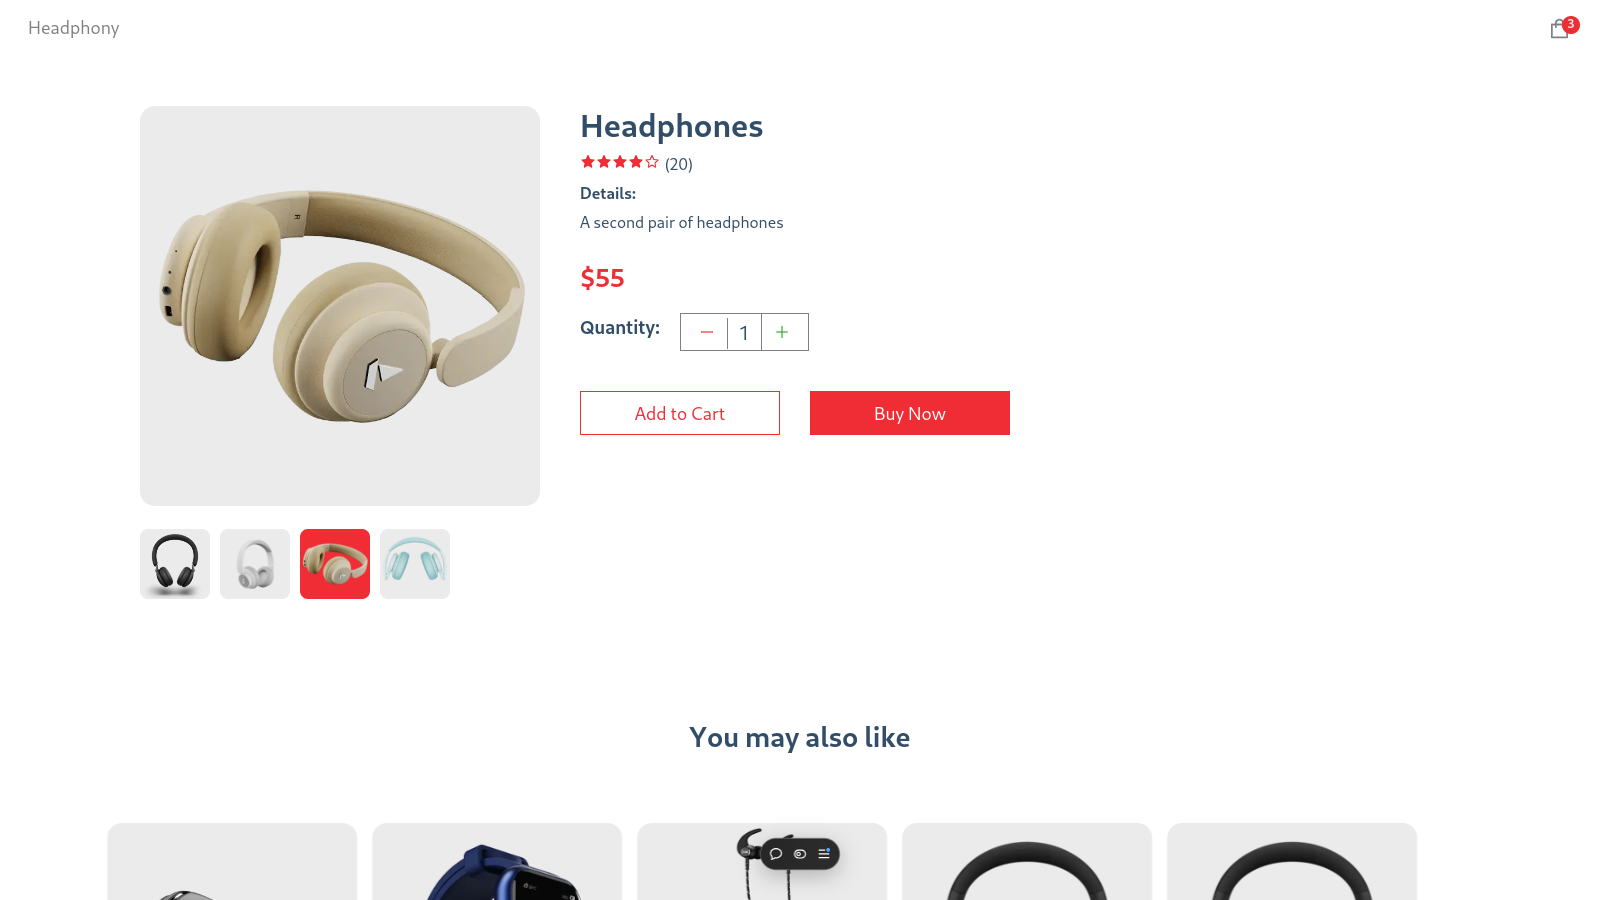 Headphony
3
Headphones
(20)
Details:
A second pair of headphones
$55
Quantity:
1
Add to Cart
Buy Now
You may also like